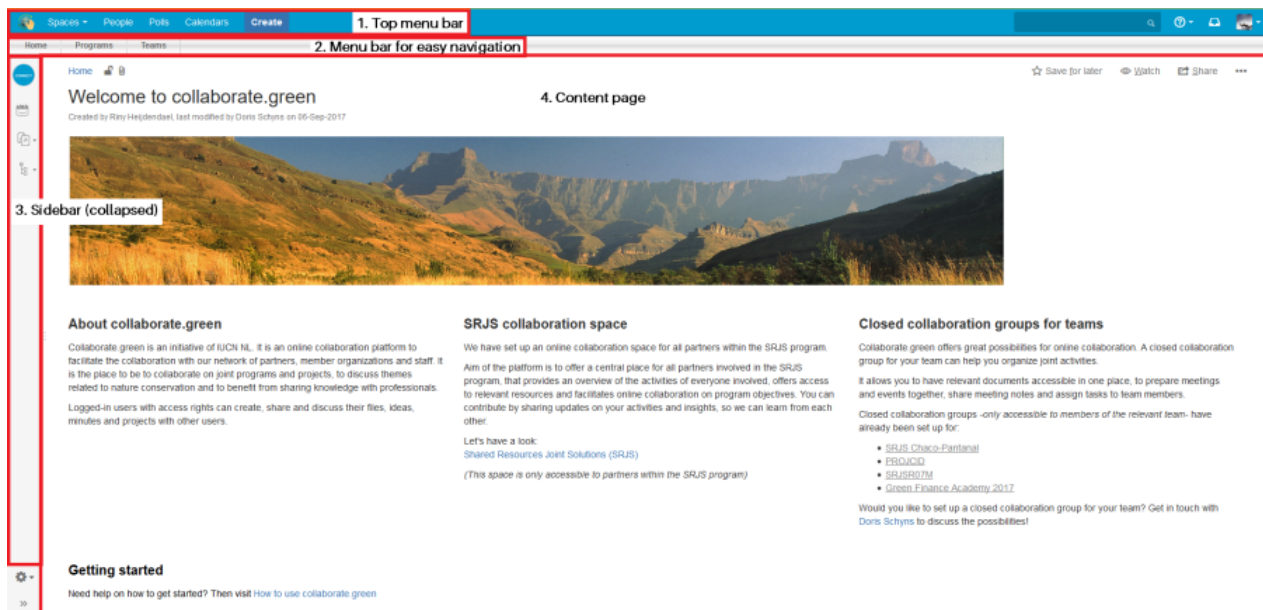 Spaces People Polls Calendars Create 1. Top menu bar
Home Programs Teams 2. Menu bar for easy navigation
Home Save for later Watch Share
Welcome to collaborate.green 4. Content page
Created by Riny Heijdendael, last modified by Doris Schyns on 06-Sep-2017
3. Sidebar (collapsed)
About collaborate.green
Collaborate.green is an initiative of IUCN NL. It is an online collaboration platform to
facilitate the collaboration with our network of partners, member organizations and staff. It
is the place to be to collaborate on joint programs and projects, to discuss themes
related to nature conservation and to benefit from sharing knowledge with professionals.
Logged-in users with access rights can create, share and discuss their files, ideas,
minutes and projects with other users.
SRJS collaboration space
We have set up an online collaboration space for all partners within the SRJS program.
Aim of the platform is to offer a central place for all partners involved in the SRJS
program, that provides an overview of the activities of everyone involved, offers access
to relevant resources and facilitates online collaboration on program objectives. You can
contribute by sharing updates on your activities and insights, so we can learn from each
other.
Let's have a look:
Shared Resources Joint Solutions (SRJS)
(This space is only accessible to partners within the SRJS program)
Closed collaboration groups for teams
Collaborate.green offers great possibilities for online collaboration. A closed collaboration
group for your team can help you organize joint activities.
It allows you to have relevant documents accessible in one place, to prepare meetings
and events together, share meeting notes and assign tasks to team members.
Closed collaboration groups -only accessible to members of the relevant team- have
already been set up for:
SRJS Chaco-Pantanal
PROJCID
SRJSR07M
Green Finance Academy 2017
Would you like to set up a closed collaboration group for your team? Get in touch with
Doris Schyns to discuss the possibilities!
Getting started
Need help on how to get started? Then visit How to use collaborate.green